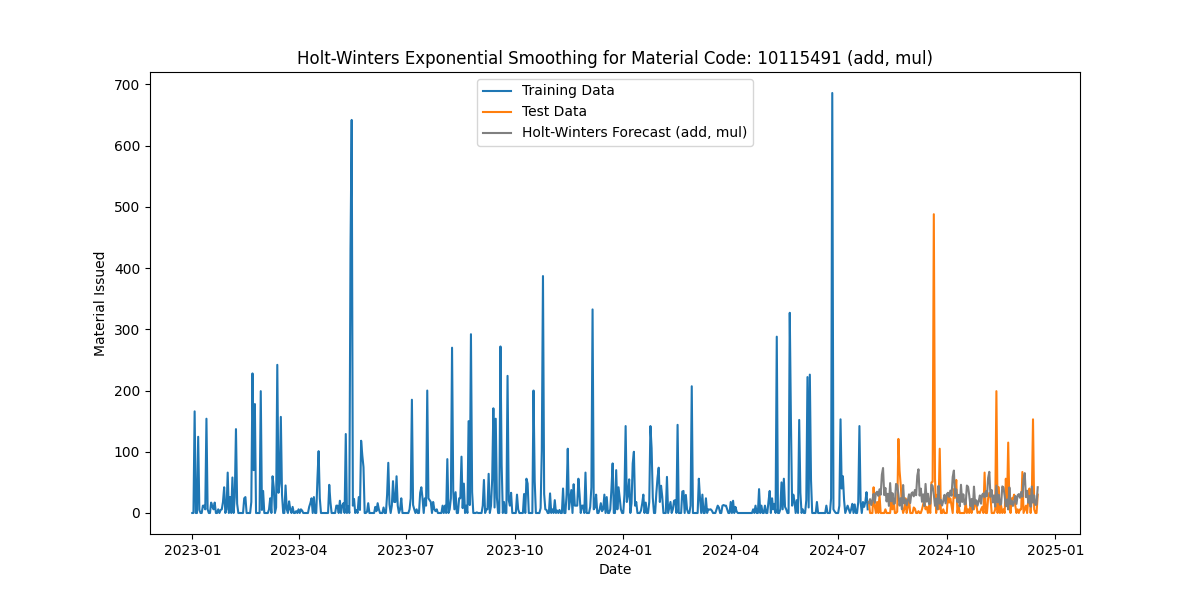 Holt-Winters Exponential Smoothing for Material Code: 10115491 (add, mul)
Training Data
Test Data
Holt-Winters Forecast (add, mul)
Material Issued
700
600
500
400
300
200
100
0
2023-01 2023-04 2023-07 2023-10 2024-01 2024-04 2024-07 2024-10 2025-01
Date